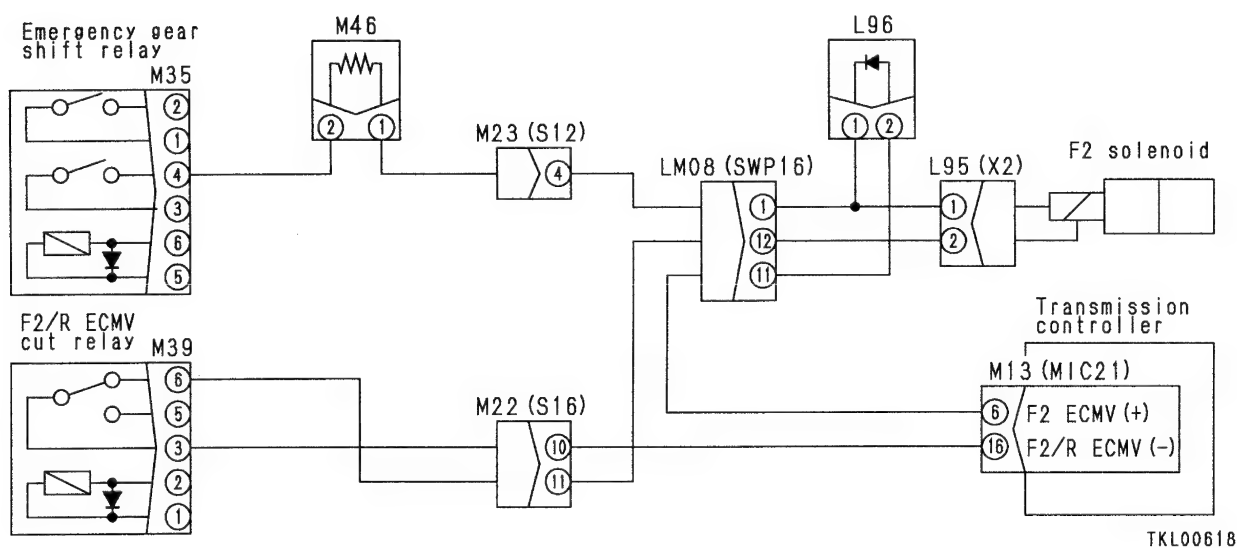 Emergency gear
shift relay
M35
2
1
4
3
6
5
M46
2
1
M23 (S12)
4
L96
1
2
LM08 (SWP16)
1
12
11
L95 (X2)
1
2
F2 solenoid
F2/R ECMV
cut relay
M39
6
5
3
2
1
M22 (S16)
10
11
Transmission
controller
M13 (MIC21)
6 F2 ECMV (+)
16 F2/R ECMV (-)
TKL00618